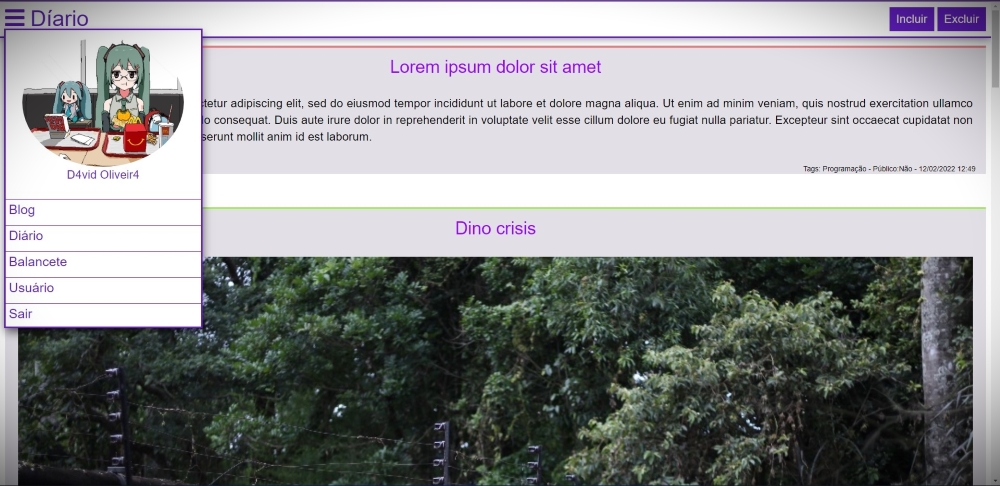 Díario
Incluir
Excluir
D4vid Oliveir4
Blog
Diário
Balancete
Usuário
Sair
Lorem ipsum dolor sit amet
ctetur adipiscing elit, sed do eiusmod tempor incididunt ut labore et dolore magna aliqua. Ut enim ad minim veniam, quis nostrud exercitation ullamco
do consequat. Duis aute irure dolor in reprehenderit in voluptate velit esse cillum dolore eu fugiat nulla pariatur. Excepteur sint occaecat cupidatat non
serunt mollit anim id est laborum.
Tags: Programação - Público:Não - 12/02/2022 12:49
Dino crisis